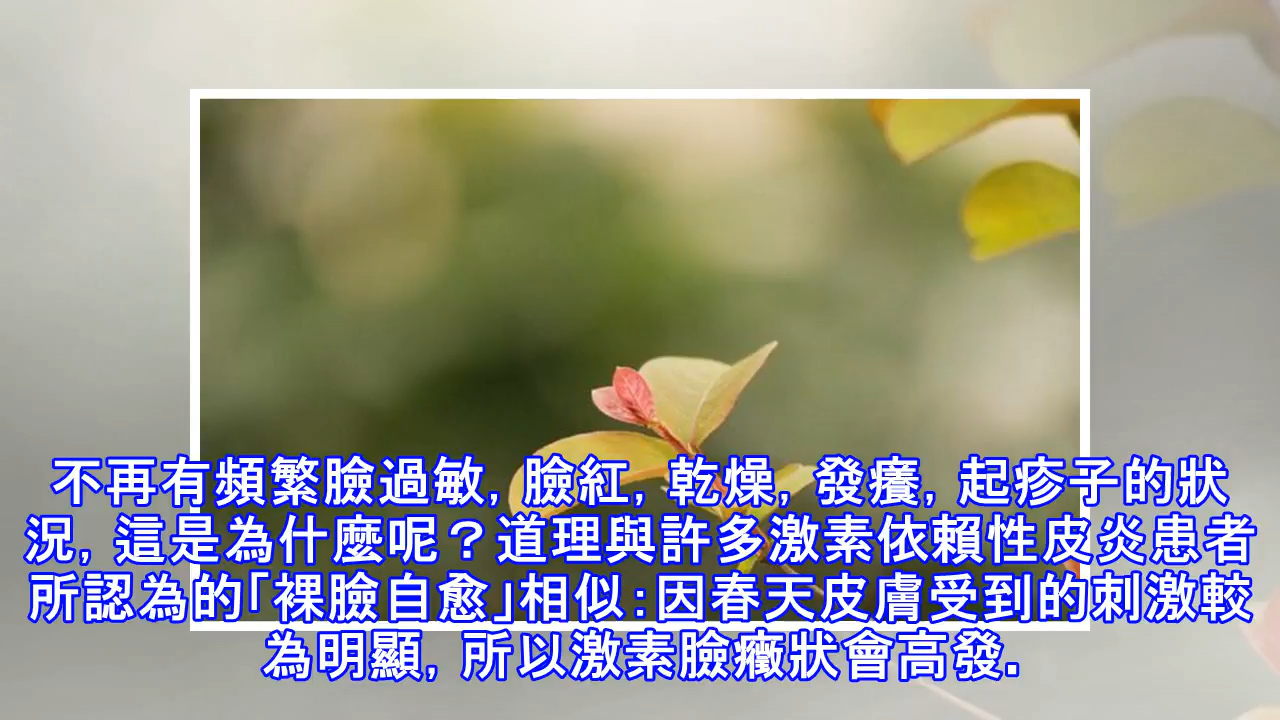 不再有頻繁臉過敏, 臉紅, 乾燥, 發癢, 起疹子的狀
況, 這是為什麼呢？道理與許多激素依賴性皮炎患者
所認為的「裸臉自愈」相似:因春天皮膚受到的刺激較
為明顯, 所以激素臉癥狀會高發.